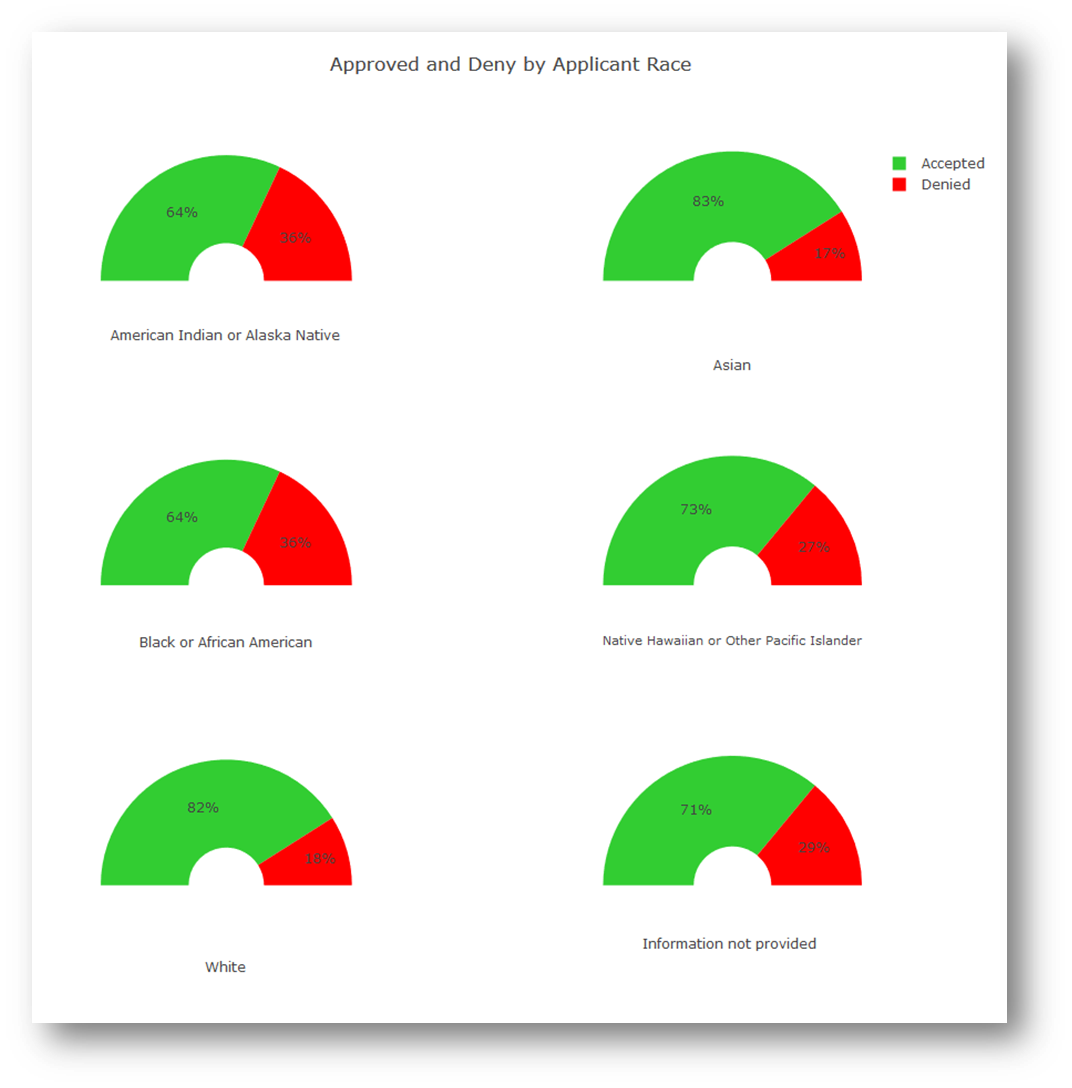 Approved and Deny by Applicant Race
Accepted
Denied
64%
36%
American Indian or Alaska Native
83%
17%
Asian
64%
36%
Black or African American
73%
27%
Native Hawaiian or Other Pacific Islander
82%
18%
White
71%
29%
Information not provided